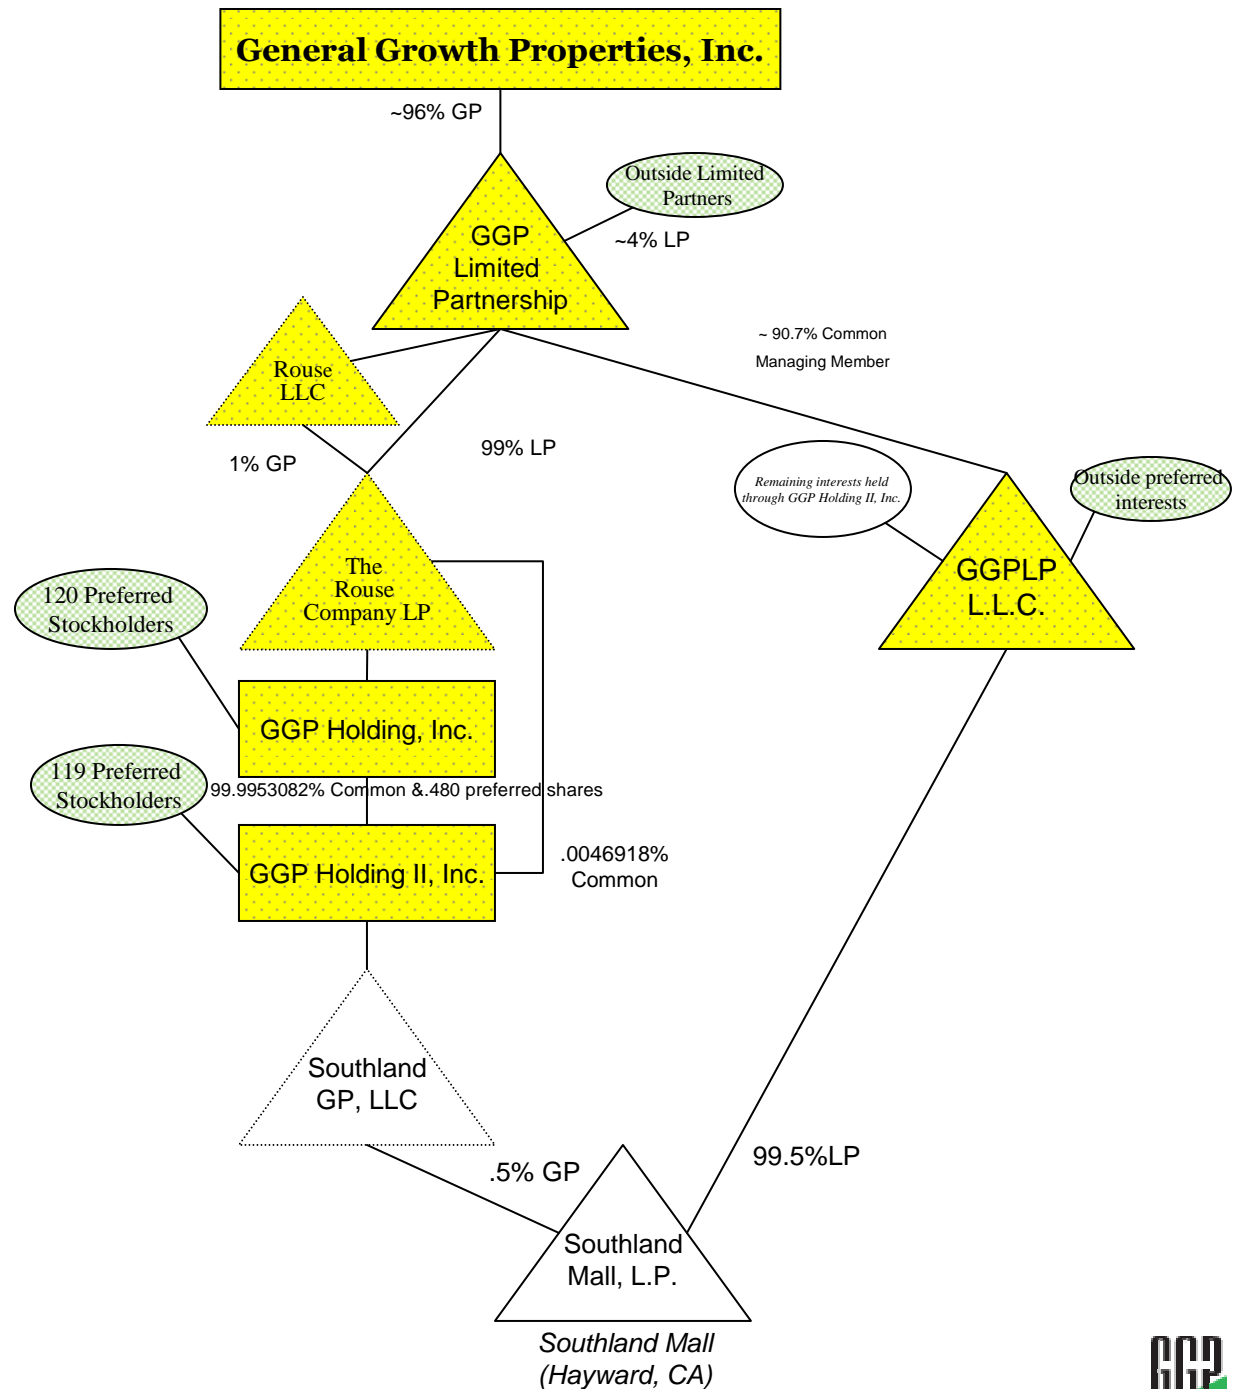 General Growth Properties, Inc.
~96% GP
Outside Limited
Partners
GGP
Limited
Partnership
~4% LP
~ 90.7% Common
Managing Member
Rouse
LLC
1% GP
99% LP
Remaining interests held
through GGP Holding II, Inc.
Outside preferred
interests
The
Rouse
Company LP
GGPLP
L.L.C.
120 Preferred
Stockholders
GGP Holding, Inc.
119 Preferred
Stockholders
99.9953082% Common &.480 preferred shares
GGP Holding II, Inc.
.0046918%
Common
Southland
GP, LLC
.5% GP
99.5%LP
Southland
Mall, L.P.
Southland Mall
(Hayward, CA)
GGP